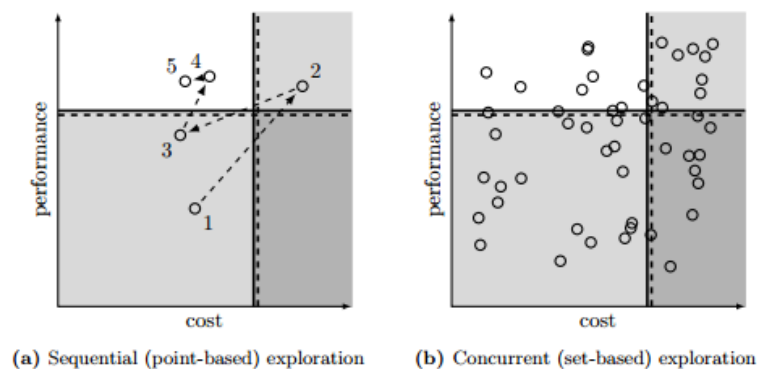 performance
5
4
2
3
1
cost
(a) Sequential (point-based) exploration
performance
cost
(b) Concurrent (set-based) exploration